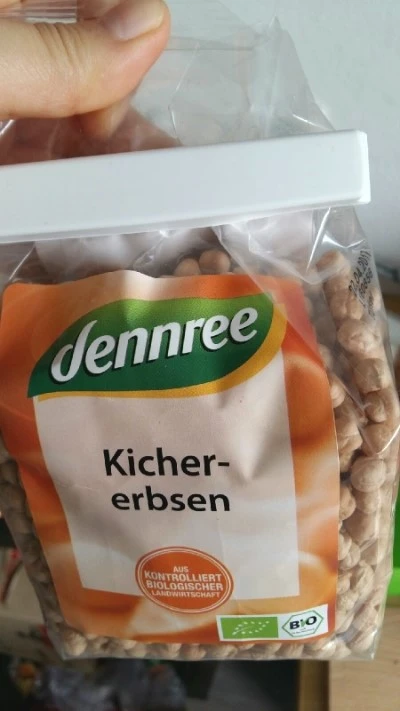 dennree
Kicher-
erbsen
AUS
KONTROLLIERT
BIOLOGISCHER
LANDWIRTSCHAFT
BIO